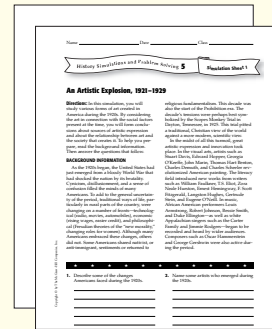 Name Date Class
History Simulations and Problem Solving 5
Simulation Sheet 1
An Artistic Explosion, 1921–1929
Directions: In this simulation, you will
study various forms of art created in
America during the 1920s. By considering
the art in connection with the social factors
present at the time, you will form conclu-
sions about sources of artistic expression
and about the relationship between art and
the society that creates it. To help you pre-
pare, read the background information.
Then answer the questions that follow.
BACKGROUND INFORMATION
As the 1920s began, the United States had
just emerged from a bloody World War that
had shocked the nation by its brutality.
Cynicism, disillusionment, and a sense of
confusion filled the minds of many
Americans. To add to the general uncertain-
ty of the period, traditional ways of life, par-
ticularly in rural parts of the country, were
changing on a number of fronts—technolog-
ical (radio, movies, automobiles), economic
(rising wages, easier credit), and philosophi-
cal (Freudian theories of the "new morality,"
changing roles for women). Although many
Americans embraced these changes, others
did not. Some Americans shared nativist, or
anti-immigrant, sentiments or returned to
religious fundamentalism. This decade was
also the start of the Prohibition era. The
decade's tensions were perhaps best sym-
bolized by the Scopes Monkey Trial in
Dayton, Tennessee, in 1925. This trial pitted
a traditional, Christian view of the world
against a more modern, scientific view.
In the midst of all this turmoil, great
artistic expression and innovation took
place. In the visual arts, artists such as
Stuart Davis, Edward Hopper, Georgia
O'Keeffe, John Marin, Thomas Hart Benton,
Charles Demuth, and Charles Scheeler rev-
olutionized American painting. The literary
field introduced new works from writers
such as William Faulkner, T.S. Eliot, Zora
Neale Hurston, Ernest Hemingway, F. Scott
Fitzgerald, Langston Hughes, Gertrude
Stein, and Eugene O'Neill. In music,
African American performers Louis
Armstrong, Robert Johnson, Bessie Smith,
and Duke Ellington—as well as white
Appalachian singers such as the Carter
Family and Jimmie Rodgers—began to be
recorded and heard by wider audiences.
Composers such as Oscar Hammerstein
and George Gershwin were also active dur-
ing the period.
1. Describe some of the changes
Americans faced during the 1920s.
2. Name some artists who emerged during
the 1920s.